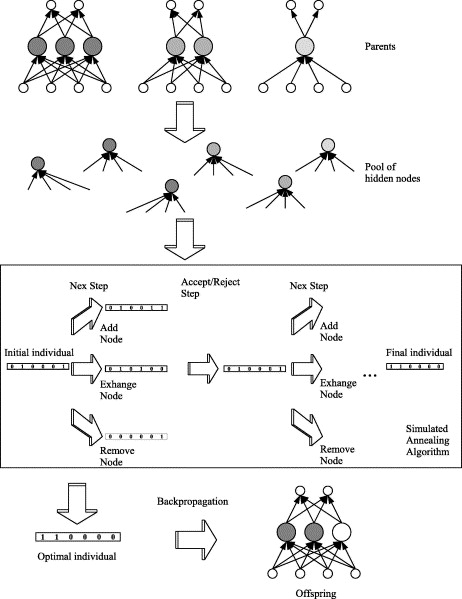 Parents
Pool of
hidden nodes
Nex Step
Accept/Reject
Step
Nex Step
0 1 0 0 1 1
Add
Node
Add
Node
Initial individual
Final individual
0 1 0 0 0 1
0 1 0 1 0 0
0 1 0 0 0 1
...
1 1 0 0 0 0
Exhange
Node
Exhange
Node
0 0 0 0 0 1
Remove
Node
Remove
Node
Simulated
Annealing
Algorithm
Backpropagation
1 1 0 0 0 0
Optimal individual
Offspring